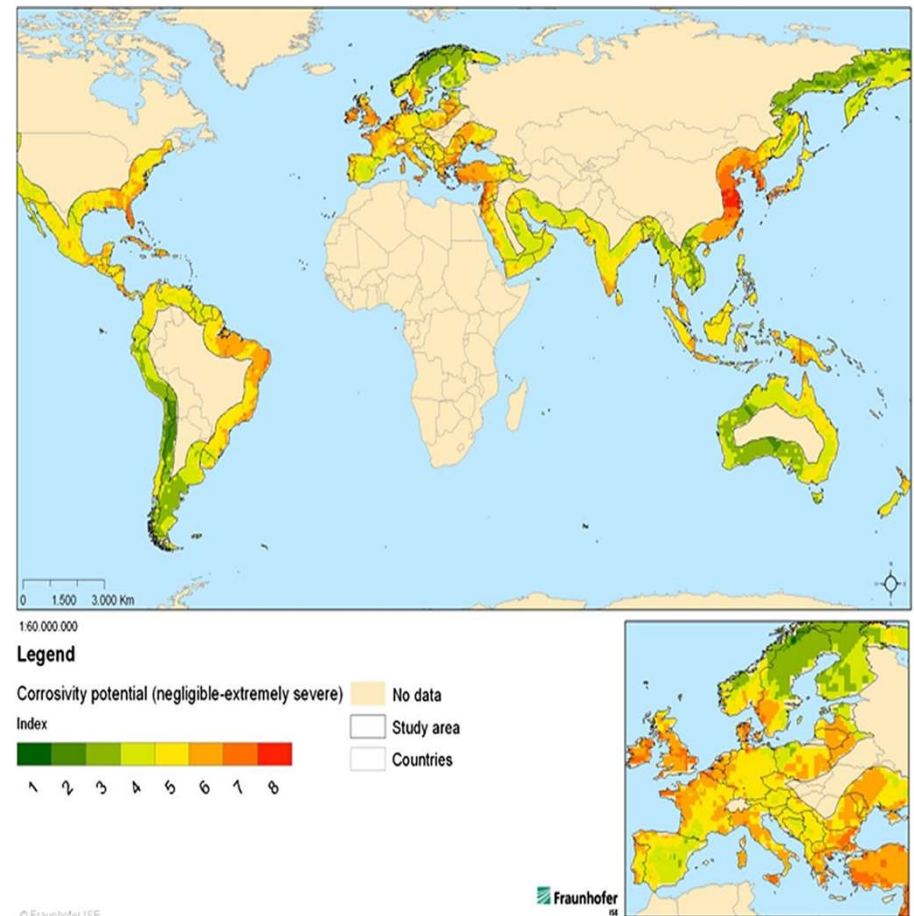 0 1.500 3.000 Km
1:60.000.000
Legend
Corrosivity potential (negligible-extremely severe)
Index
1 2 3 4 5 6 7 8
No data
Study area
Countries
Fraunhofer
ISE
© Fraunhofer ISE